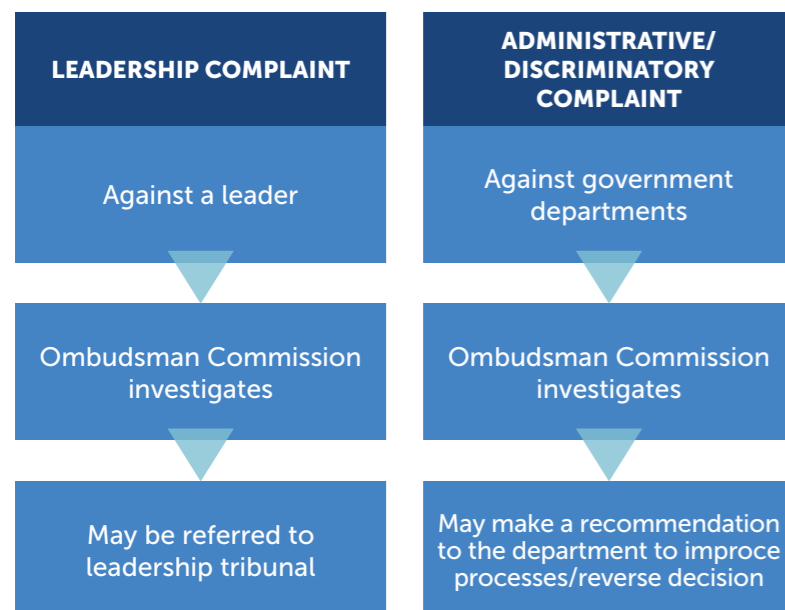 LEADERSHIP COMPLAINT
Against a leader
Ombudsman Commission
investigates
May be referred to
leadership tribunal
ADMINISTRATIVE/
DISCRIMINATORY
COMPLAINT
Against government
departments
Ombudsman Commission
investigates
May make a recommendation
to the department to improce
processes/reverse decision